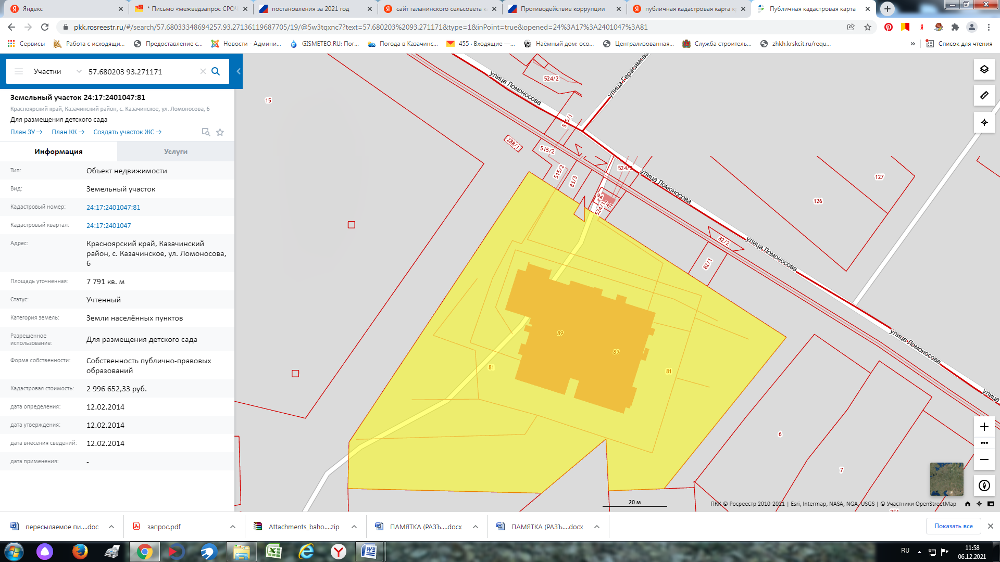 Яндекс
* Письмо «межведзапрос СРОЧ
постановления за 2021 год
сайт галанинского сельсовета ка
Противодействие коррупции
публичная кадастровая карта к
Публичная кадастровая карта
pkk.rosreestr.ru/#/search/57.68033348694257,93.27136119687705/19/@5w3tqxnc7?text=57.680203%2093.271171&type=1&inPoint=true&opened=24%3A17%3A2401047%3A81
Сервисы
Работа с исходящи...
Предоставление с...
Новости - Админи...
GISMETEO.RU: Пог...
Погода в Казачинс...
455 · Входящие —...
Наёмный дом: осо...
Централизованная...
Служба строитель...
zhkh.krskcit.ru/requ...
»
Список для чтения
Участки
57.680203 93.271171
Земельный участок 24:17:2401047:81
Красноярский край, Казачинский район, с. Казачинское, ул. Ломоносова, 6
Для размещения детского сада
План ЗУ →
План КК →
Создать участок ЖС →
Информация
Услуги
Тип:
Объект недвижимости
Вид:
Земельный участок
Кадастровый номер:
24:17:2401047:81
Кадастровый квартал:
24:17:2401047
Адрес:
Красноярский край, Казачинский
район, с. Казачинское, ул. Ломоносова,
6
Площадь уточненная:
7 791 кв. м
Статус:
Учтенный
Категория земель:
Земли населённых пунктов
Разрешенное
использование:
Для размещения детского сада
Форма собственности:
Собственность публично-правовых
образований
Кадастровая стоимость:
2 996 652,33 руб.
дата определения:
12.02.2014
дата утверждения:
12.02.2014
дата внесения сведений:
12.02.2014
дата применения:
-
15
улица Ломоносова
524/2
улица Герасимова
515/1
288/1
515/2
515/2
83/3
524/3
94
547
524/1
улица Ломоносова
127
126
82/2
82/1
улица Ломоносова
89
89
81
81
улица Ломоносова
улица
6
7
351
20 м
ПКК © Росреестр 2010-2021 | Esri, Intermap, NASA, NGA, USGS | © Участники OpenStreetMap
пересылаемое пи....doc
запрос.pdf
Attachments_baho....zip
ПАМЯТКА (РАЗЪ....docx
ПАМЯТКА (РАЗЪ....docx
Показать все
RU
11:58
06.12.2021